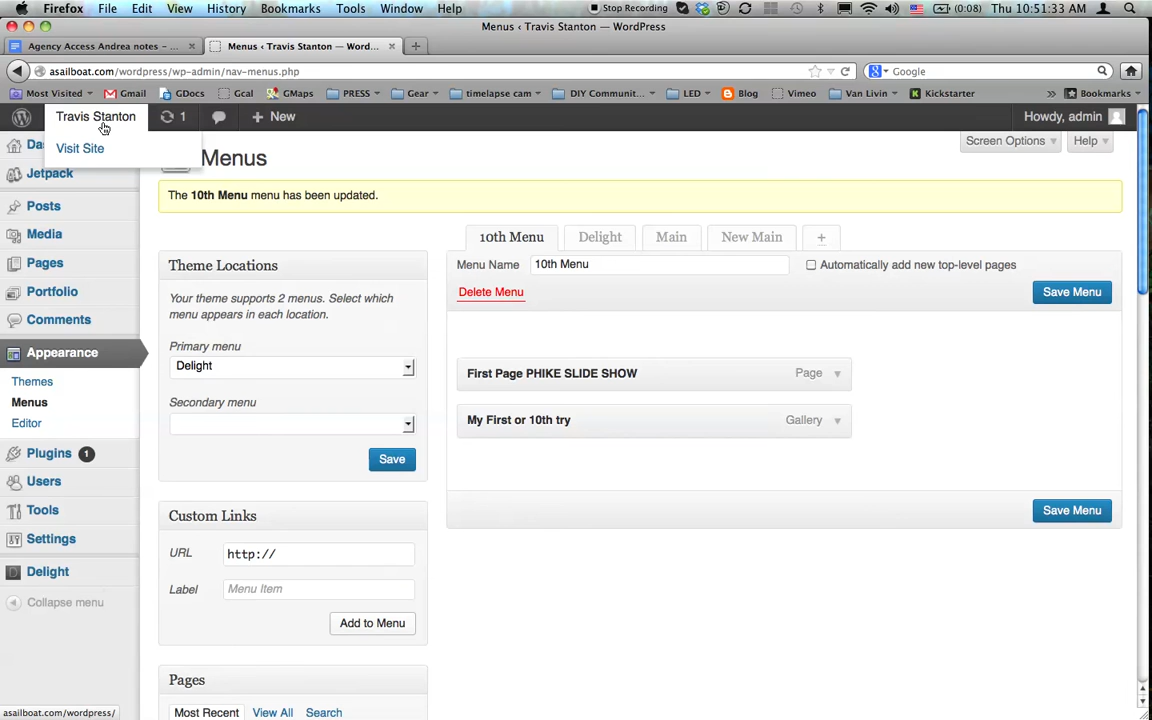 Firefox File Edit View History Bookmarks Tools Window Help Stop Recording (0:08) Thu 10:51:33 AM
Menus ‹ Travis Stanton — WordPress
Agency Access Andrea notes – ... Menus ‹ Travis Stanton — Word...
asailboat.com/wordpress/wp-admin/nav-menus.php Google
Most Visited Gmail GDocs Gcal GMaps PRESS Gear timelapse cam DIY Communit... LED Blog Vimeo Van Livin Kickstarter » Bookmarks
Travis Stanton 1 + New Howdy, admin
Visit Site
Das
Menus
Screen Options Help
Jetpack
Posts
Media
Pages
Portfolio
Comments
Appearance
Themes
Menus
Editor
Plugins 1
Users
Tools
Settings
Delight
Collapse menu
The 10th Menu menu has been updated.
Theme Locations
Your theme supports 2 menus. Select which
menu appears in each location.
Primary menu
Delight
Secondary menu
Save
Custom Links
URL http://
Label Menu Item
Add to Menu
Pages
Most Recent View All Search
10th Menu Delight Main New Main +
Menu Name 10th Menu Automatically add new top-level pages
Delete Menu Save Menu
First Page PHIKE SLIDE SHOW Page
My First or 10th try Gallery
Save Menu
asailboat.com/wordpress/